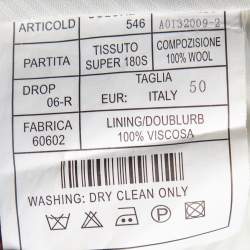 ARTICOLD 546 A0132009-2
PARTITA TISSUTO COMPOZISIONE
SUPER 180S 100% WOOL
DROP TAGLIA
06-R EUR: ITALY 50
FABRICA LINING/DOUBLURB
60602 100% VISCOSA
WASHING: DRY CLEAN ONLY